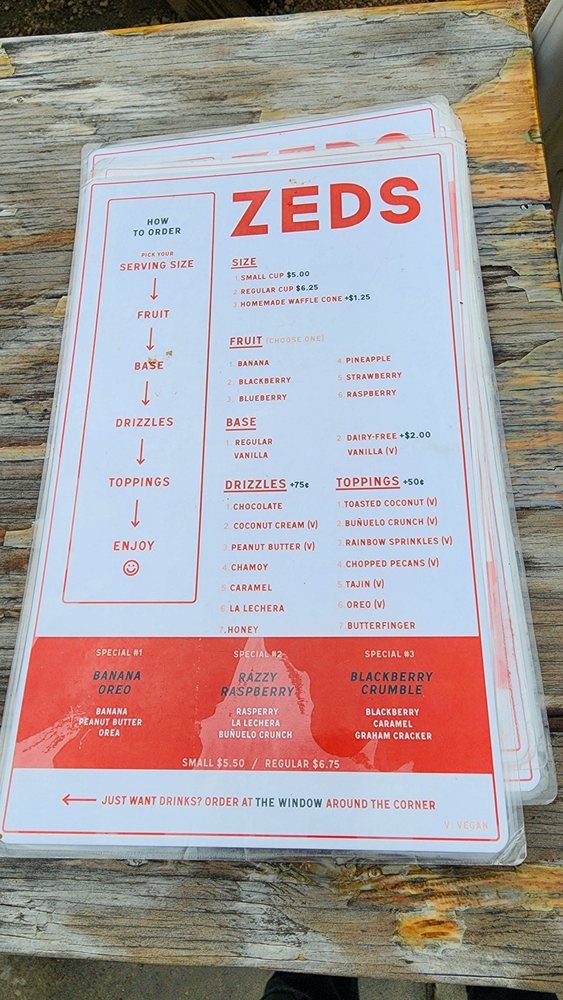 ZEDS
HOW
TO ORDER
PICK YOUR
SERVING SIZE
FRUIT
BASE
DRIZZLES
TOPPINGS
ENJOY
SIZE
1. SMALL CUP $5.00
2. REGULAR CUP $6.25
3. HOMEMADE WAFFLE CONE +$1.25
FRUIT (CHOOSE ONE)
1. BANANA
2. BLACKBERRY
3. BLUEBERRY
4. PINEAPPLE
5. STRAWBERRY
6. RASPBERRY
BASE
1. REGULAR
VANILLA
2. DAIRY-FREE +$2.00
VANILLA (V)
DRIZZLES +75¢
1. CHOCOLATE
2. COCONUT CREAM (V)
3. PEANUT BUTTER (V)
4. CHAMOY
5. CARAMEL
6. LA LECHERA
7. HONEY
TOPPINGS +50¢
1. TOASTED COCONUT (V)
2. BUÑUELO CRUNCH (V)
3. RAINBOW SPRINKLES (V)
4. CHOPPED PECANS (V)
5. TAJIN (V)
6. OREO (V)
7. BUTTERFINGER
SPECIAL #1
BANANA
OREO
BANANA
PEANUT BUTTER
OREA
SPECIAL #2
RAZZY
RASPBERRY
RASPERRY
LA LECHERA
BUÑUELO CRUNCH
SPECIAL #3
BLACKBERRY
CRUMBLE
BLACKBERRY
CARAMEL
GRAHAM CRACKER
SMALL $5.50 / REGULAR $6.75
JUST WANT DRINKS? ORDER AT THE WINDOW AROUND THE CORNER
V: VEGAN